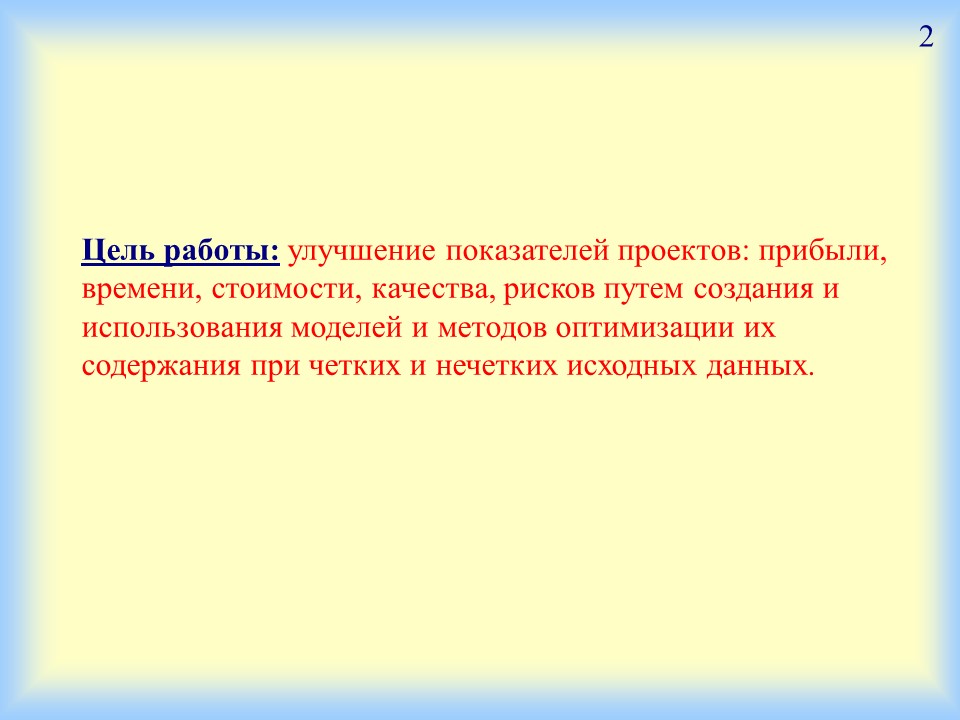 2
Цель работы: улучшение показателей проектов: прибыли,
времени, стоимости, качества, рисков путем создания и
использования моделей и методов оптимизации их
содержания при четких и нечетких исходных данных.